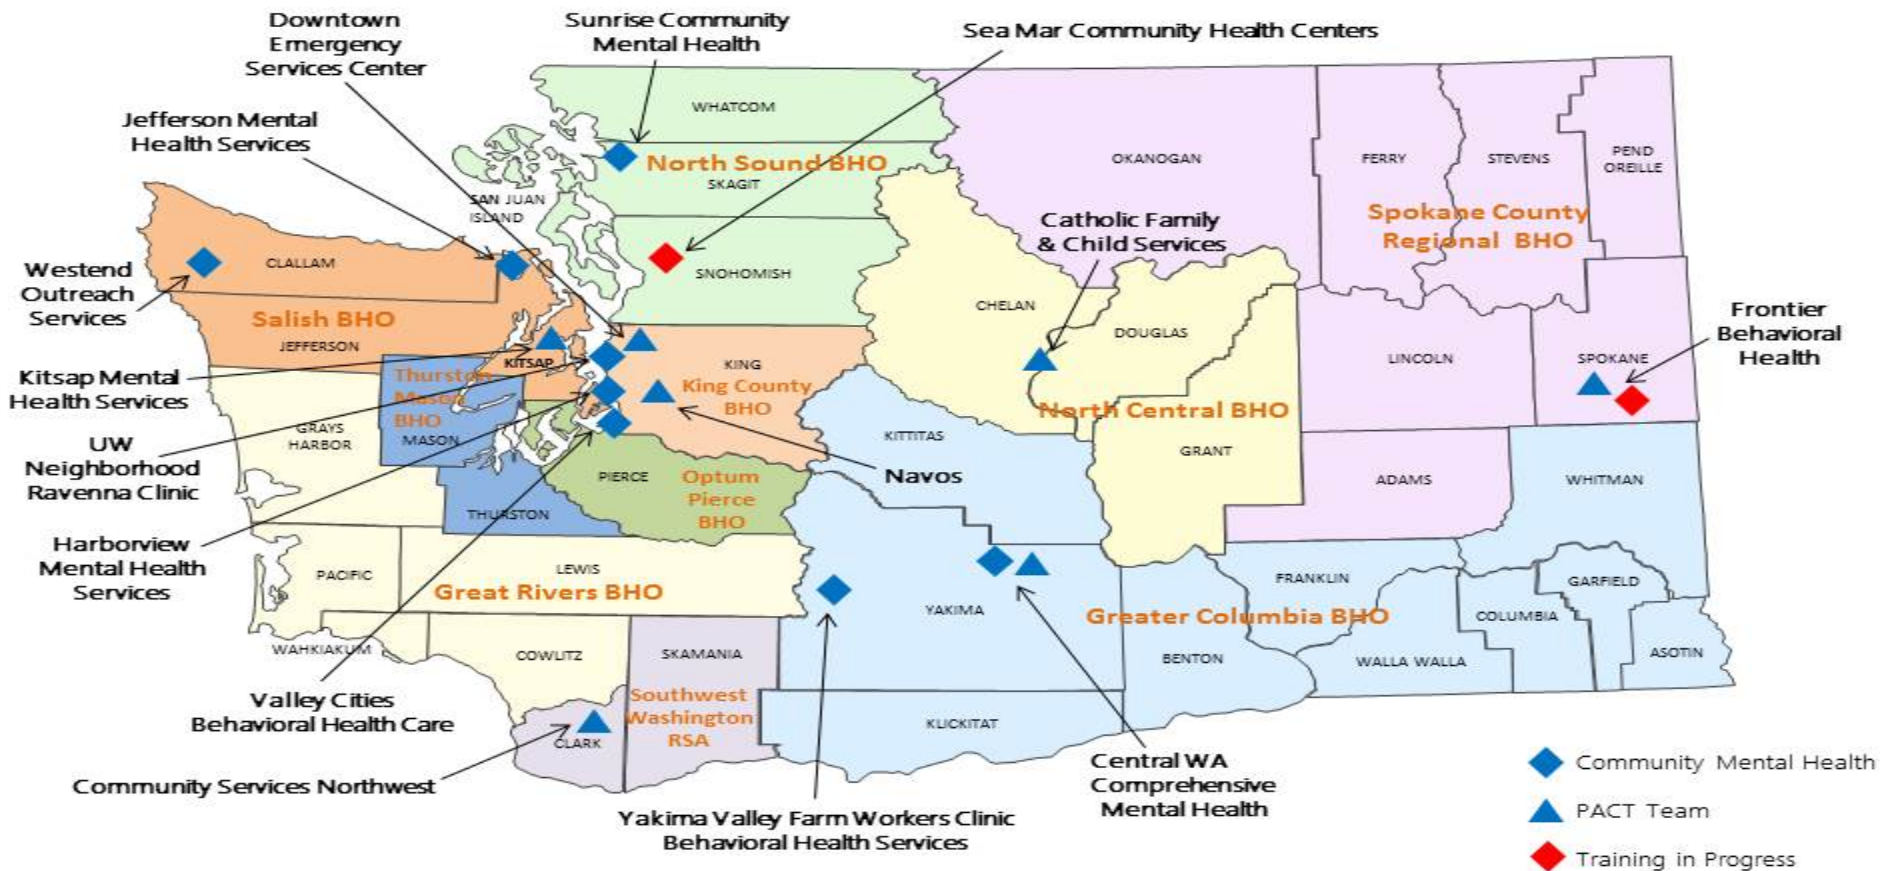 Downtown
Emergency
Services Center
Sunrise Community
Mental Health
Sea Mar Community Health Centers
Jefferson Mental
Health Services
WHATCOM
North Sound BHO
SKAGIT
SAN JUAN
ISLAND
SNOHOMISH
OKANOGAN
FERRY
STEVENS
PEND
OREILLE
Spokane County
Regional BHO
Catholic Family
& Child Services
Westend
Outreach
Services
CLALLAM
Salish BHO
JEFFERSON
KITSAP
CHELAN
DOUGLAS
LINCOLN
SPOKANE
Frontier
Behavioral
Health
Kitsap Mental
Health Services
Thurston
Mason
BHO
MASON
KING
King County
BHO
North Central BHO
GRANT
UW
Neighborhood
Ravenna Clinic
GRAYS
HARBOR
KITTITAS
Navos
PIERCE
Optum
Pierce
BHO
THURSTON
ADAMS
WHITMAN
Harborview
Mental Health
Services
PACIFIC
LEWIS
Great Rivers BHO
YAKIMA
FRANKLIN
Greater Columbia BHO
COLUMBIA
GARFIELD
WAHKIAKUM
COWLITZ
SKAMANIA
BENTON
WALLA WALLA
ASOTIN
Valley Cities
Behavioral Health Care
Southwest
Washington
RSA
CLARK
KLICKITAT
Community Services Northwest
Yakima Valley Farm Workers Clinic
Behavioral Health Services
Central WA
Comprehensive
Mental Health
Community Mental Health
PACT Team
Training in Progress